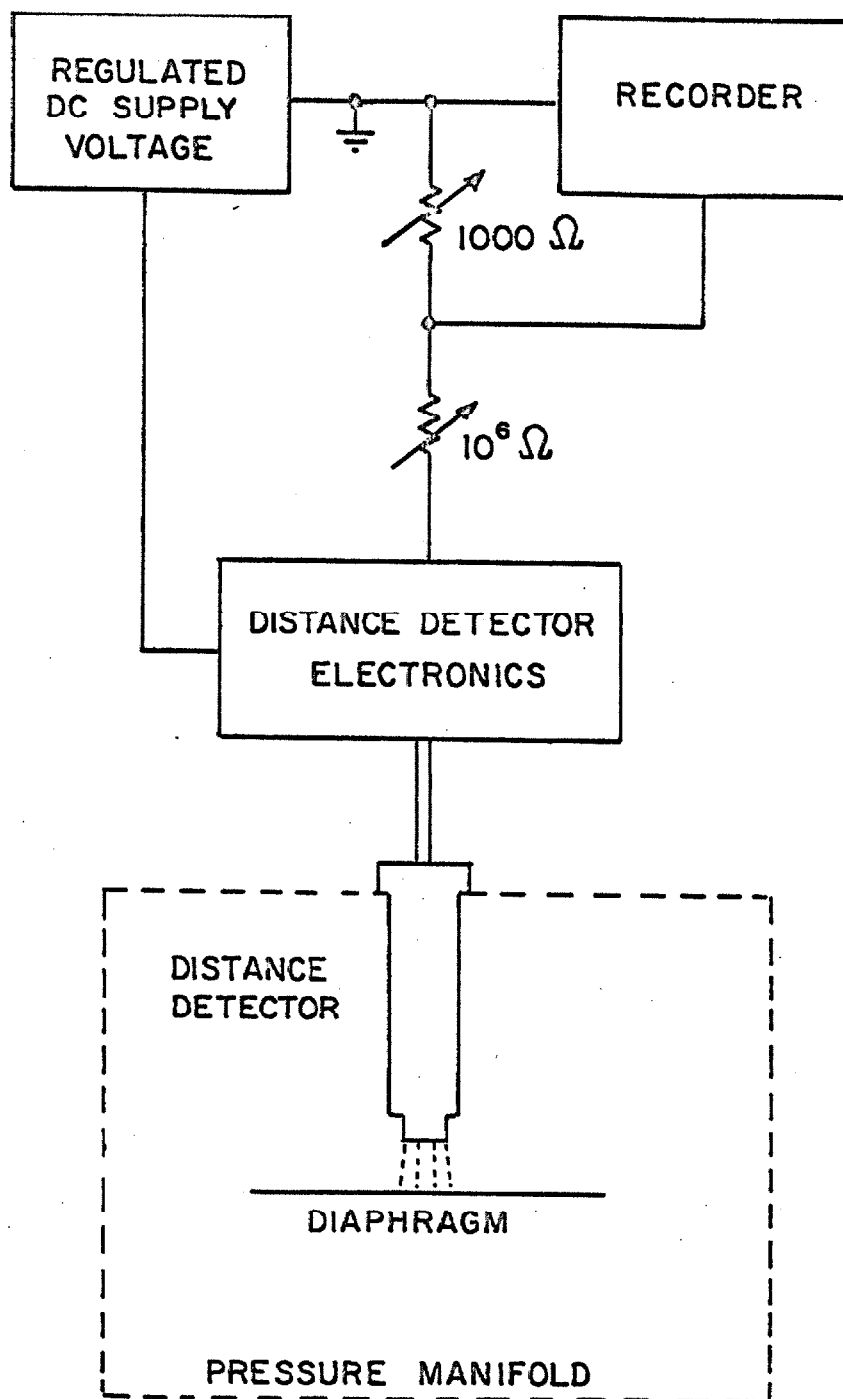 REGULATED
DC SUPPLY
VOLTAGE
RECORDER
1000 Ω
10⁶ Ω
DISTANCE DETECTOR
ELECTRONICS
DISTANCE
DETECTOR
DIAPHRAGM
PRESSURE MANIFOLD